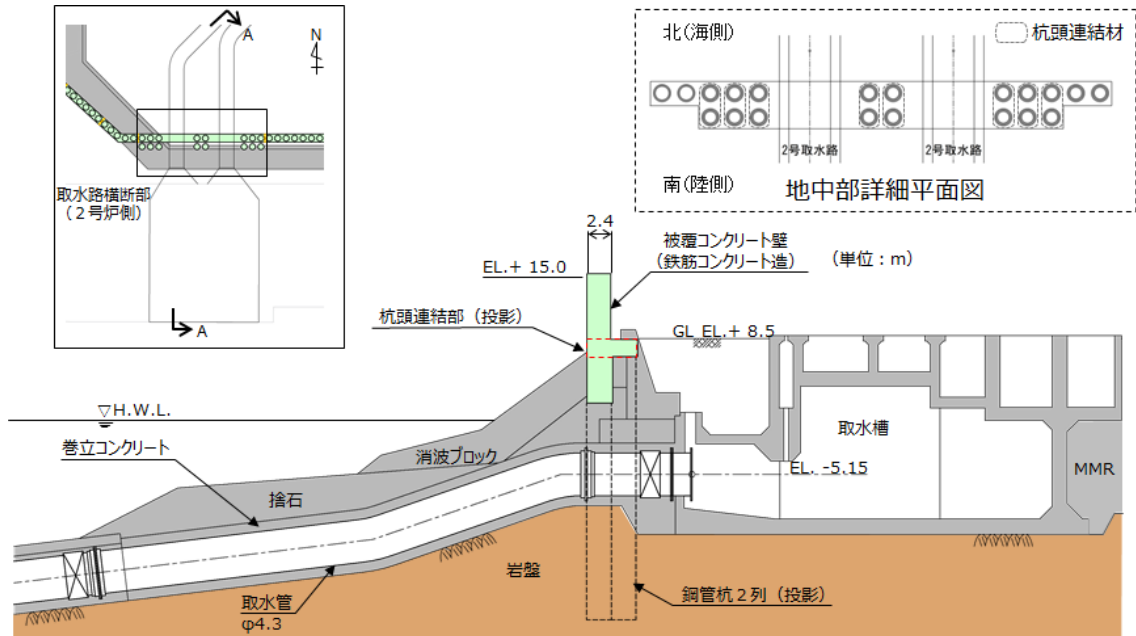 A
N
取水路横断部
(２号炉側)
A
北(海側)
杭頭連結材
2号取水路
2号取水路
南(陸側)
地中部詳細平面図
2.4
被覆コンクリート壁
(鉄筋コンクリート造)
(単位：m)
EL.+ 15.0
杭頭連結部（投影）
GL EL.+ 8.5
▽H.W.L.
巻立コンクリート
消波ブロック
取水槽
EL. -5.15
MMR
捨石
岩盤
取水管
φ4.3
鋼管杭２列（投影）